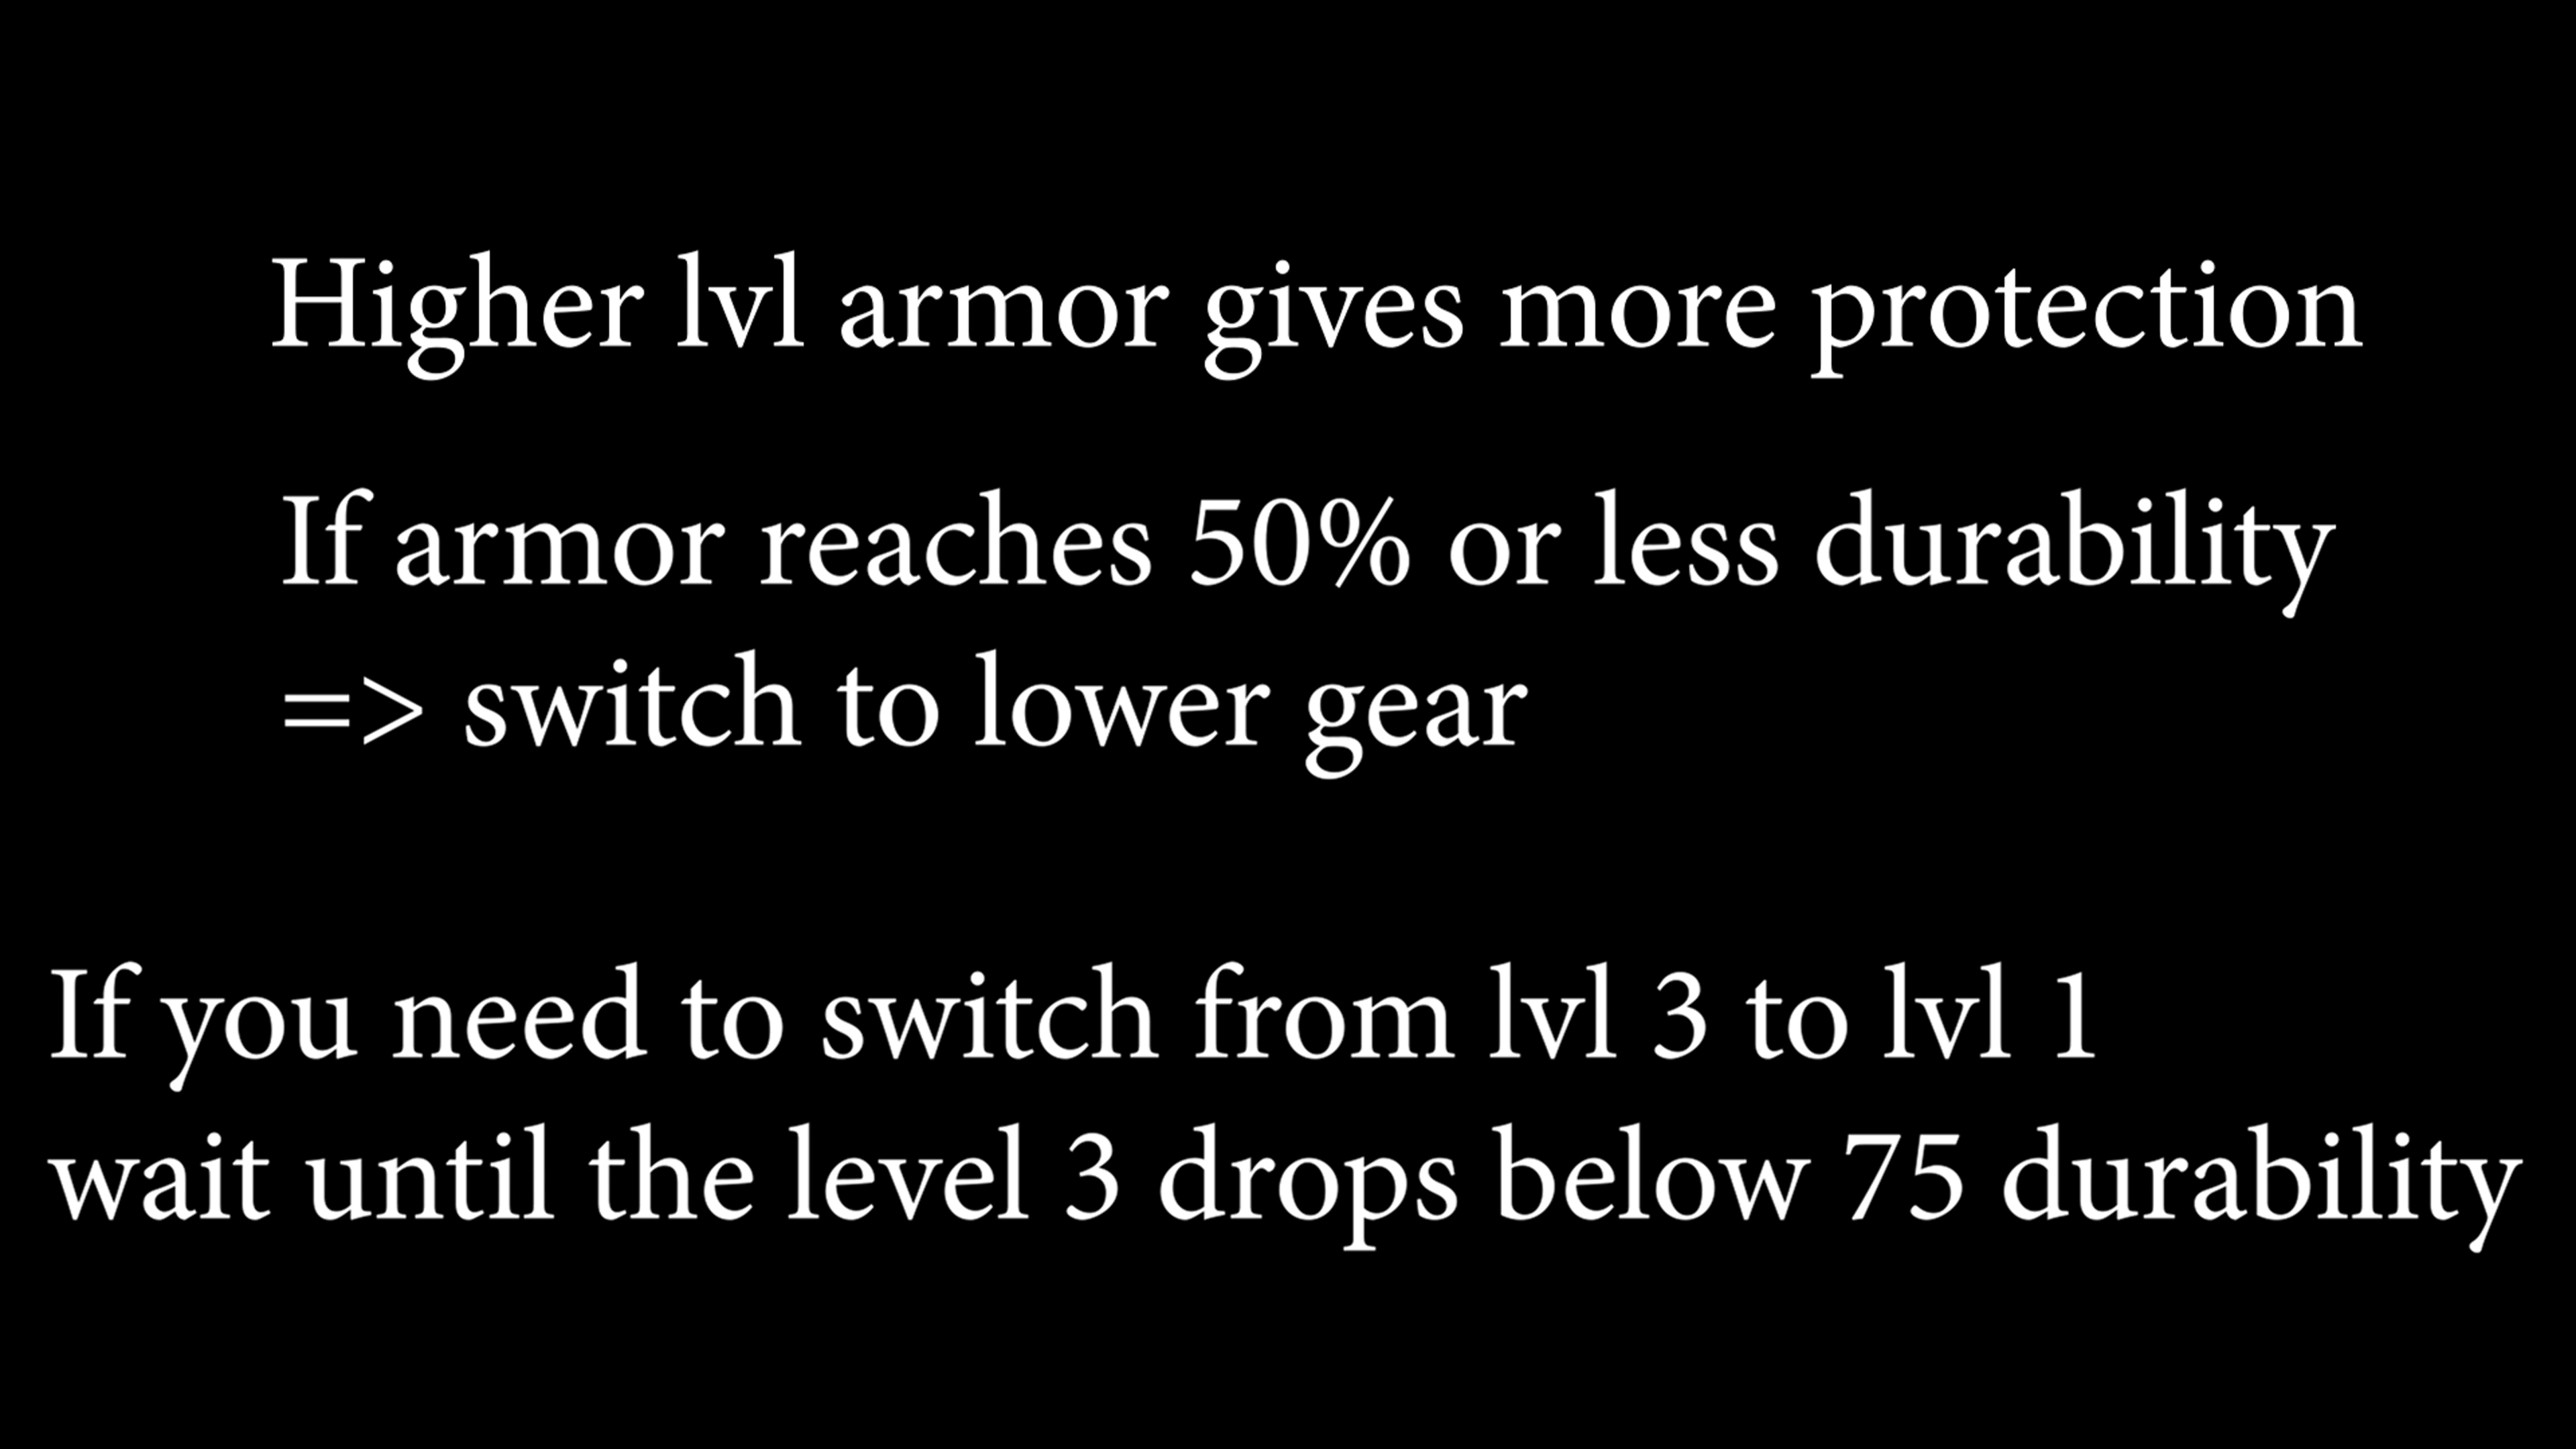 Higher lvl armor gives more protection
If armor reaches 50% or less durability
=> switch to lower gear
If you need to switch from lvl 3 to lvl 1
wait until the level 3 drops below 75 durability